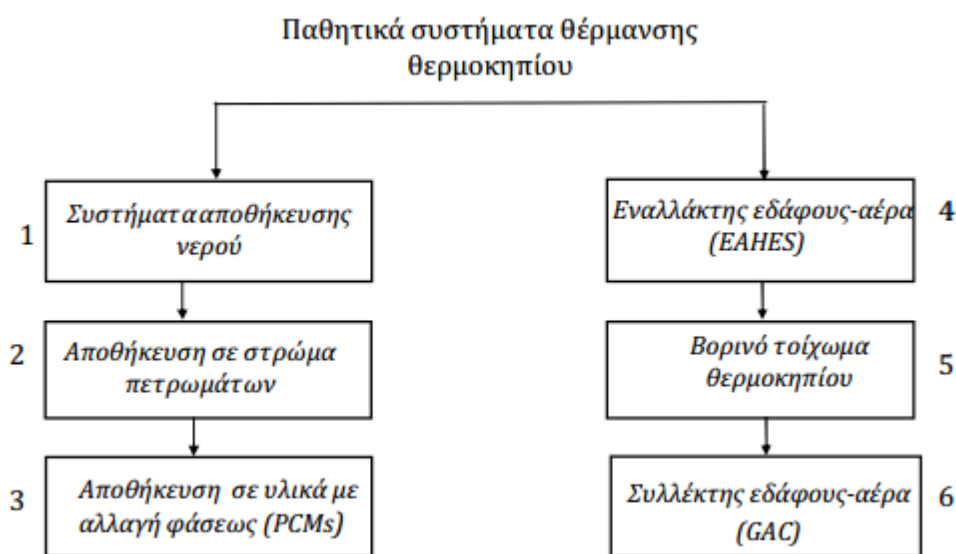 Παθητικά συστήματα θέρμανσης
θερμοκηπίου
1
Συστήματα αποθήκευσης
νερού
2
Αποθήκευση σε στρώμα
πετρωμάτων
3
Αποθήκευση σε υλικά με
αλλαγή φάσεως (PCMs)
Εναλλάκτης εδάφους-αέρα
(EAHES)
4
Βορινό τοίχωμα
θερμοκηπίου
5
Συλλέκτης εδάφους-αέρα
(GAC)
6